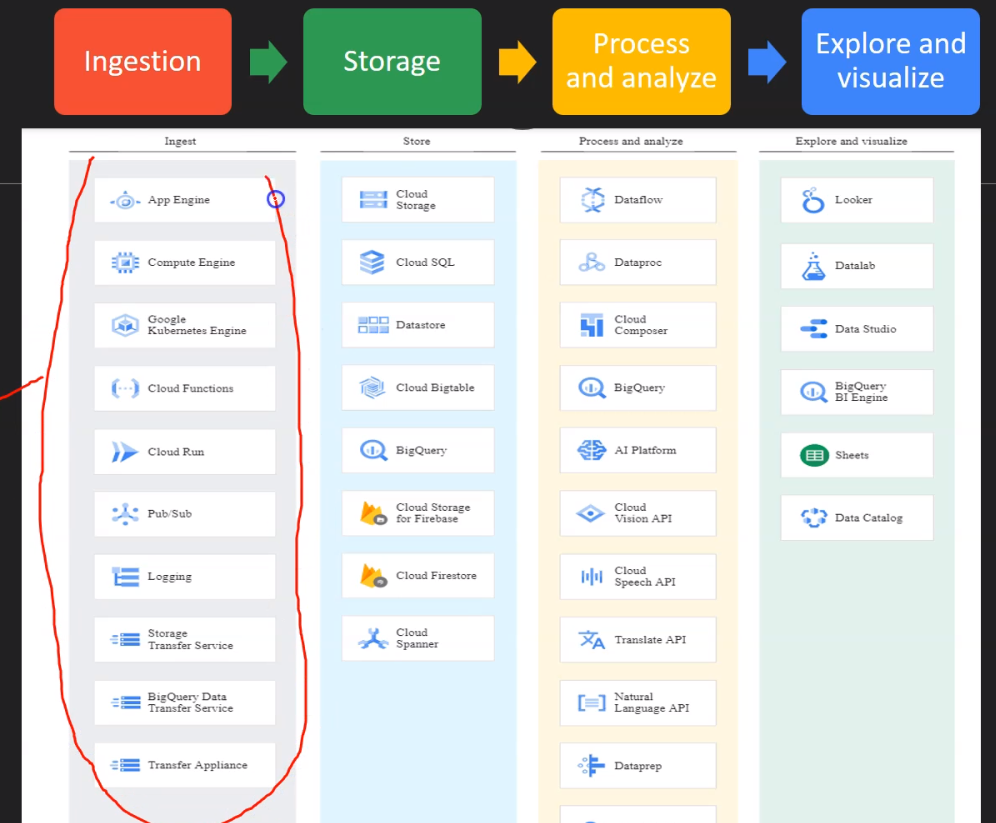 Ingestion
Storage
Process
and analyze
Explore and
visualize
Ingest
Store
Process and analyze
Explore and visualize
App Engine
Compute Engine
Google
Kubernetes Engine
Cloud Functions
Cloud Run
Pub/Sub
Logging
Storage
Transfer Service
BigQuery Data
Transfer Service
Transfer Appliance
Cloud
Storage
Cloud SQL
Datastore
Cloud Bigtable
BigQuery
Cloud Storage
for Firebase
Cloud Firestore
Cloud
Spanner
Dataflow
Dataproc
Cloud
Composer
BigQuery
AI Platform
Cloud
Vision API
Cloud
Speech API
Translate API
Natural
Language API
Dataprep
Looker
Datalab
Data Studio
BigQuery
BI Engine
Sheets
Data Catalog